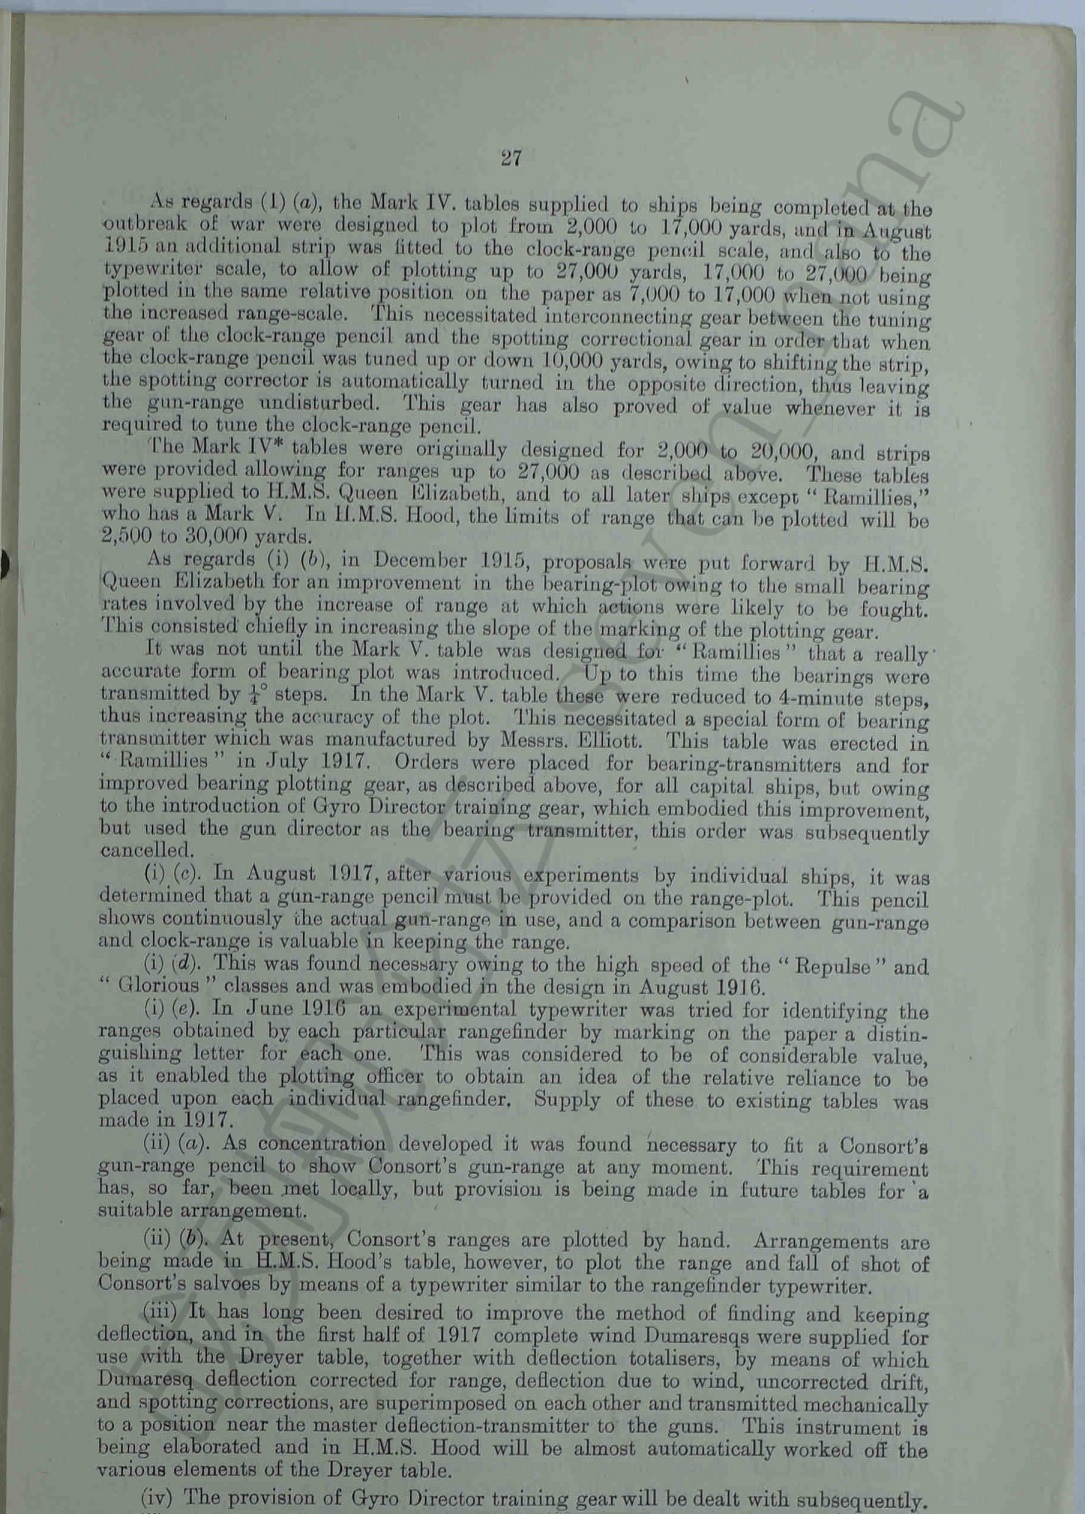 27
As regards (1) (a), the Mark IV. tables supplied to ships being completed at the
outbreak of war were designed to plot from 2,000 to 17,000 yards, and in August
1915 an additional strip was fitted to the clock-range pencil scale, and also to the
typewriter scale, to allow of plotting up to 27,000 yards, 17,000 to 27,000 being
plotted in the same relative position on the paper as 7,000 to 17,000 when not using
the increased range-scale. This necessitated interconnecting gear between the tuning
gear of the clock-range pencil and the spotting correctional gear in order that when
the clock-range pencil was tuned up or down 10,000 yards, owing to shifting the strip,
the spotting corrector is automatically turned in the opposite direction, thus leaving
the gun-range undisturbed. This gear has also proved of value whenever it is
required to tune the clock-range pencil.
The Mark IV* tables were originally designed for 2,000 to 20,000, and strips
were provided allowing for ranges up to 27,000 as described above. These tables
were supplied to H.M.S. Queen Elizabeth, and to all later ships except “ Ramillies,”
who has a Mark V. In H.M.S. Hood, the limits of range that can be plotted will be
2,500 to 30,000 yards.
As regards (i) (b), in December 1915, proposals were put forward by H.M.S.
Queen Elizabeth for an improvement in the bearing-plot owing to the small bearing
rates involved by the increase of range at which actions were likely to be fought.
This consisted chiefly in increasing the slope of the marking of the plotting gear.
It was not until the Mark V. table was designed for “ Ramillies ” that a really
accurate form of bearing plot was introduced. Up to this time the bearings were
transmitted by ¼° steps. In the Mark V. table these were reduced to 4-minute steps,
thus increasing the accuracy of the plot. This necessitated a special form of bearing
transmitter which was manufactured by Messrs. Elliott. This table was erected in
“ Ramillies ” in July 1917. Orders were placed for bearing-transmitters and for
improved bearing plotting gear, as described above, for all capital ships, but owing
to the introduction of Gyro Director training gear, which embodied this improvement,
but used the gun director as the bearing transmitter, this order was subsequently
cancelled.
(i) (c). In August 1917, after various experiments by individual ships, it was
determined that a gun-range pencil must be provided on the range-plot. This pencil
shows continuously the actual gun-range in use, and a comparison between gun-range
and clock-range is valuable in keeping the range.
(i) (d). This was found necessary owing to the high speed of the “ Repulse ” and
“ Glorious ” classes and was embodied in the design in August 1916.
(i) (e). In June 1916 an experimental typewriter was tried for identifying the
ranges obtained by each particular rangefinder by marking on the paper a distin-
guishing letter for each one. This was considered to be of considerable value,
as it enabled the plotting officer to obtain an idea of the relative reliance to be
placed upon each individual rangefinder. Supply of these to existing tables was
made in 1917.
(ii) (a). As concentration developed it was found necessary to fit a Consort's
gun-range pencil to show Consort's gun-range at any moment. This requirement
has, so far, been met locally, but provision is being made in future tables for a
suitable arrangement.
(ii) (b). At present, Consort's ranges are plotted by hand. Arrangements are
being made in H.M.S. Hood's table, however, to plot the range and fall of shot of
Consort's salvoes by means of a typewriter similar to the rangefinder typewriter.
(iii) It has long been desired to improve the method of finding and keeping
deflection, and in the first half of 1917 complete wind Dumaresqs were supplied for
use with the Dreyer table, together with deflection totalisers, by means of which
Dumaresq deflection corrected for range, deflection due to wind, uncorrected drift,
and spotting corrections, are superimposed on each other and transmitted mechanically
to a position near the master deflection-transmitter to the guns. This instrument is
being elaborated and in H.M.S. Hood will be almost automatically worked off the
various elements of the Dreyer table.
(iv) The provision of Gyro Director training gear will be dealt with subsequently.